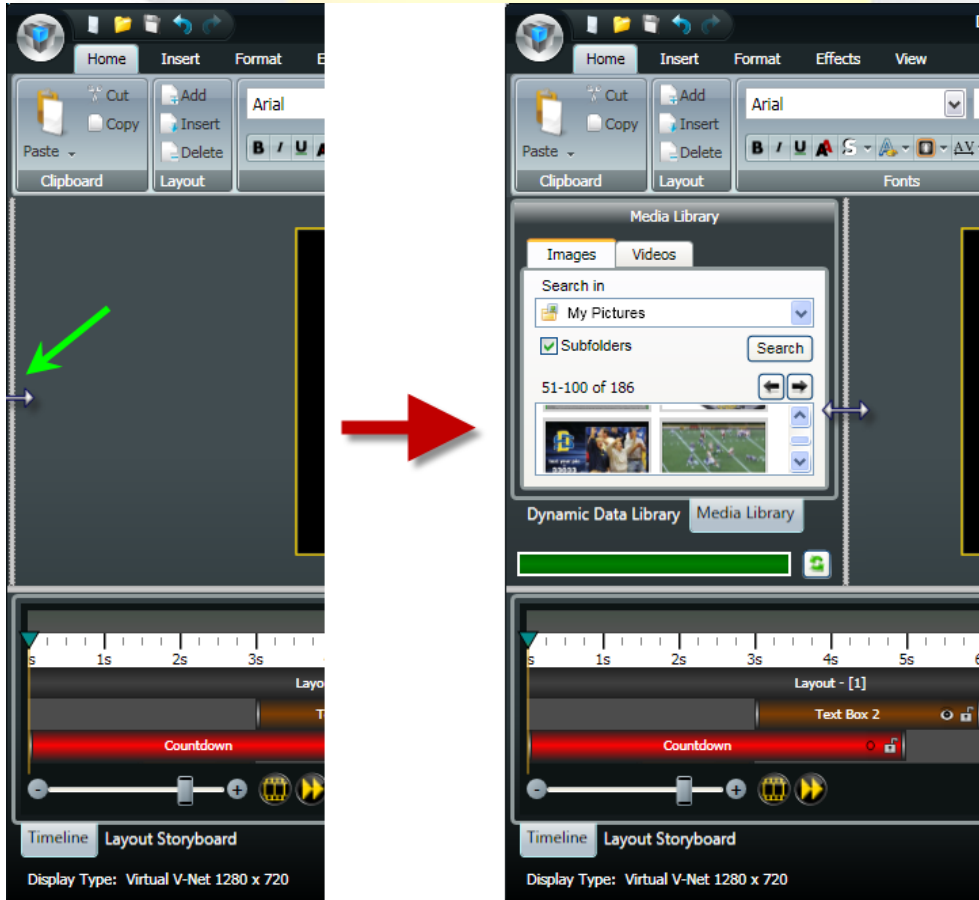 Home Insert Format E
Cut
Copy
Paste
Add
Insert
Delete
Arial
B I U A
Clipboard
Layout
s 1s 2s 3s
Layo
T
Countdown
Timeline Layout Storyboard
Display Type: Virtual V-Net 1280 x 720
Home Insert Format Effects View
Cut
Copy
Paste
Add
Insert
Delete
Arial
B I U A S A AV
Clipboard
Layout
Fonts
Media Library
Images Videos
Search in
My Pictures
Subfolders
Search
51-100 of 186
33033
Dynamic Data Library Media Library
s 1s 2s 3s 4s 5s 6
Layout - [1]
Text Box 2
Countdown
Timeline Layout Storyboard
Display Type: Virtual V-Net 1280 x 720